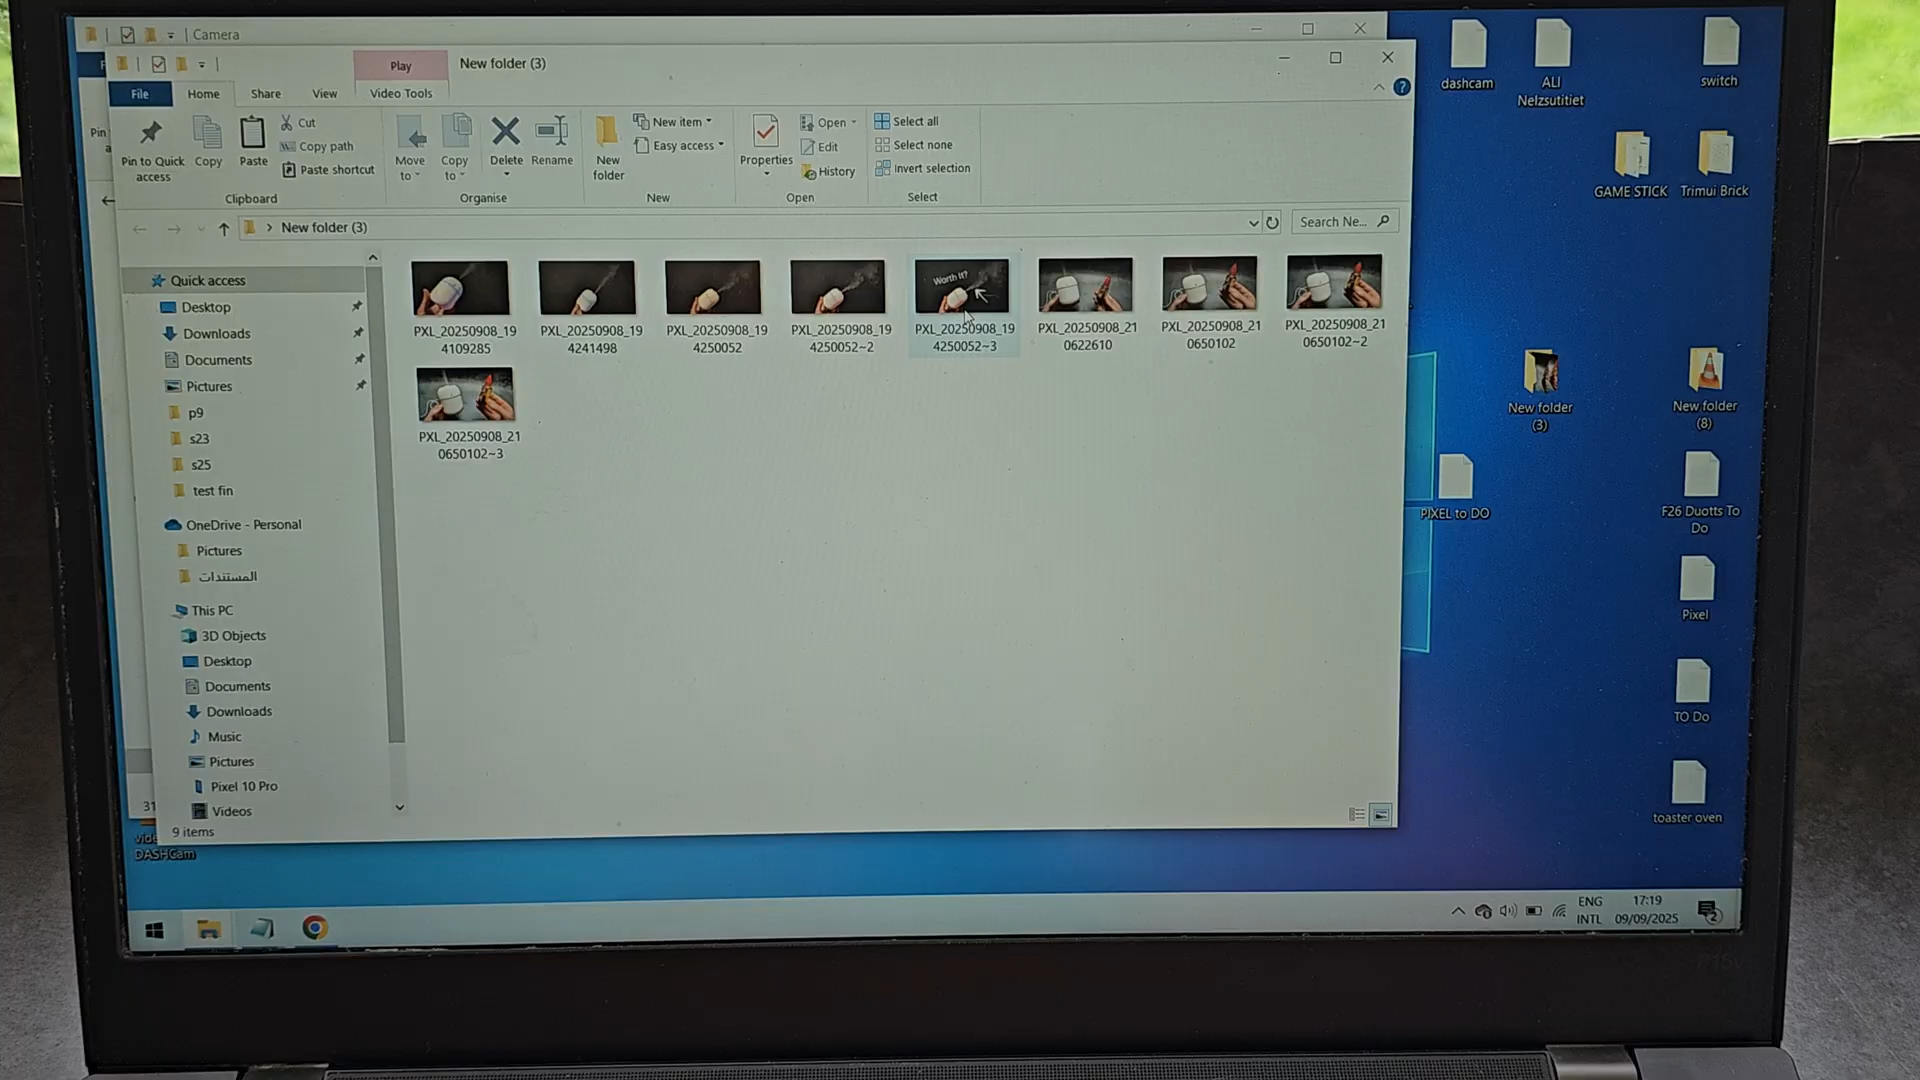 Camera
Play
New folder (3)
File
Home
Share
View
Video Tools
Pin to Quick access
Copy
Paste
Cut
Copy path
Paste shortcut
Clipboard
Move to
Copy to
Delete
Rename
Organise
New folder
New item
Easy access
New
Properties
Open
Edit
History
Open
Select all
Select none
Invert selection
Select
New folder (3)
Search Ne...
Quick access
Desktop
Downloads
Documents
Pictures
p9
s23
s25
test fin
OneDrive - Personal
Pictures
المستندات
This PC
3D Objects
Desktop
Documents
Downloads
Music
Pictures
Pixel 10 Pro
Videos
9 items
PXL_20250908_19
4109285
PXL_20250908_19
4241498
PXL_20250908_19
4250052
PXL_20250908_19
4250052~2
Worth It?
PXL_20250908_19
4250052~3
PXL_20250908_21
0622610
PXL_20250908_21
0650102
PXL_20250908_21
0650102~2
PXL_20250908_21
0650102~3
dashcam
ALI
Nelzsutitiet
switch
GAME STICK
Trimui Brick
New folder
(3)
New folder
(8)
PIXEL to DO
F26 Duotts To
Do
Pixel
TO Do
toaster oven
Pin
31
DASHCam
ENG
INTL
17:19
09/09/2025
2